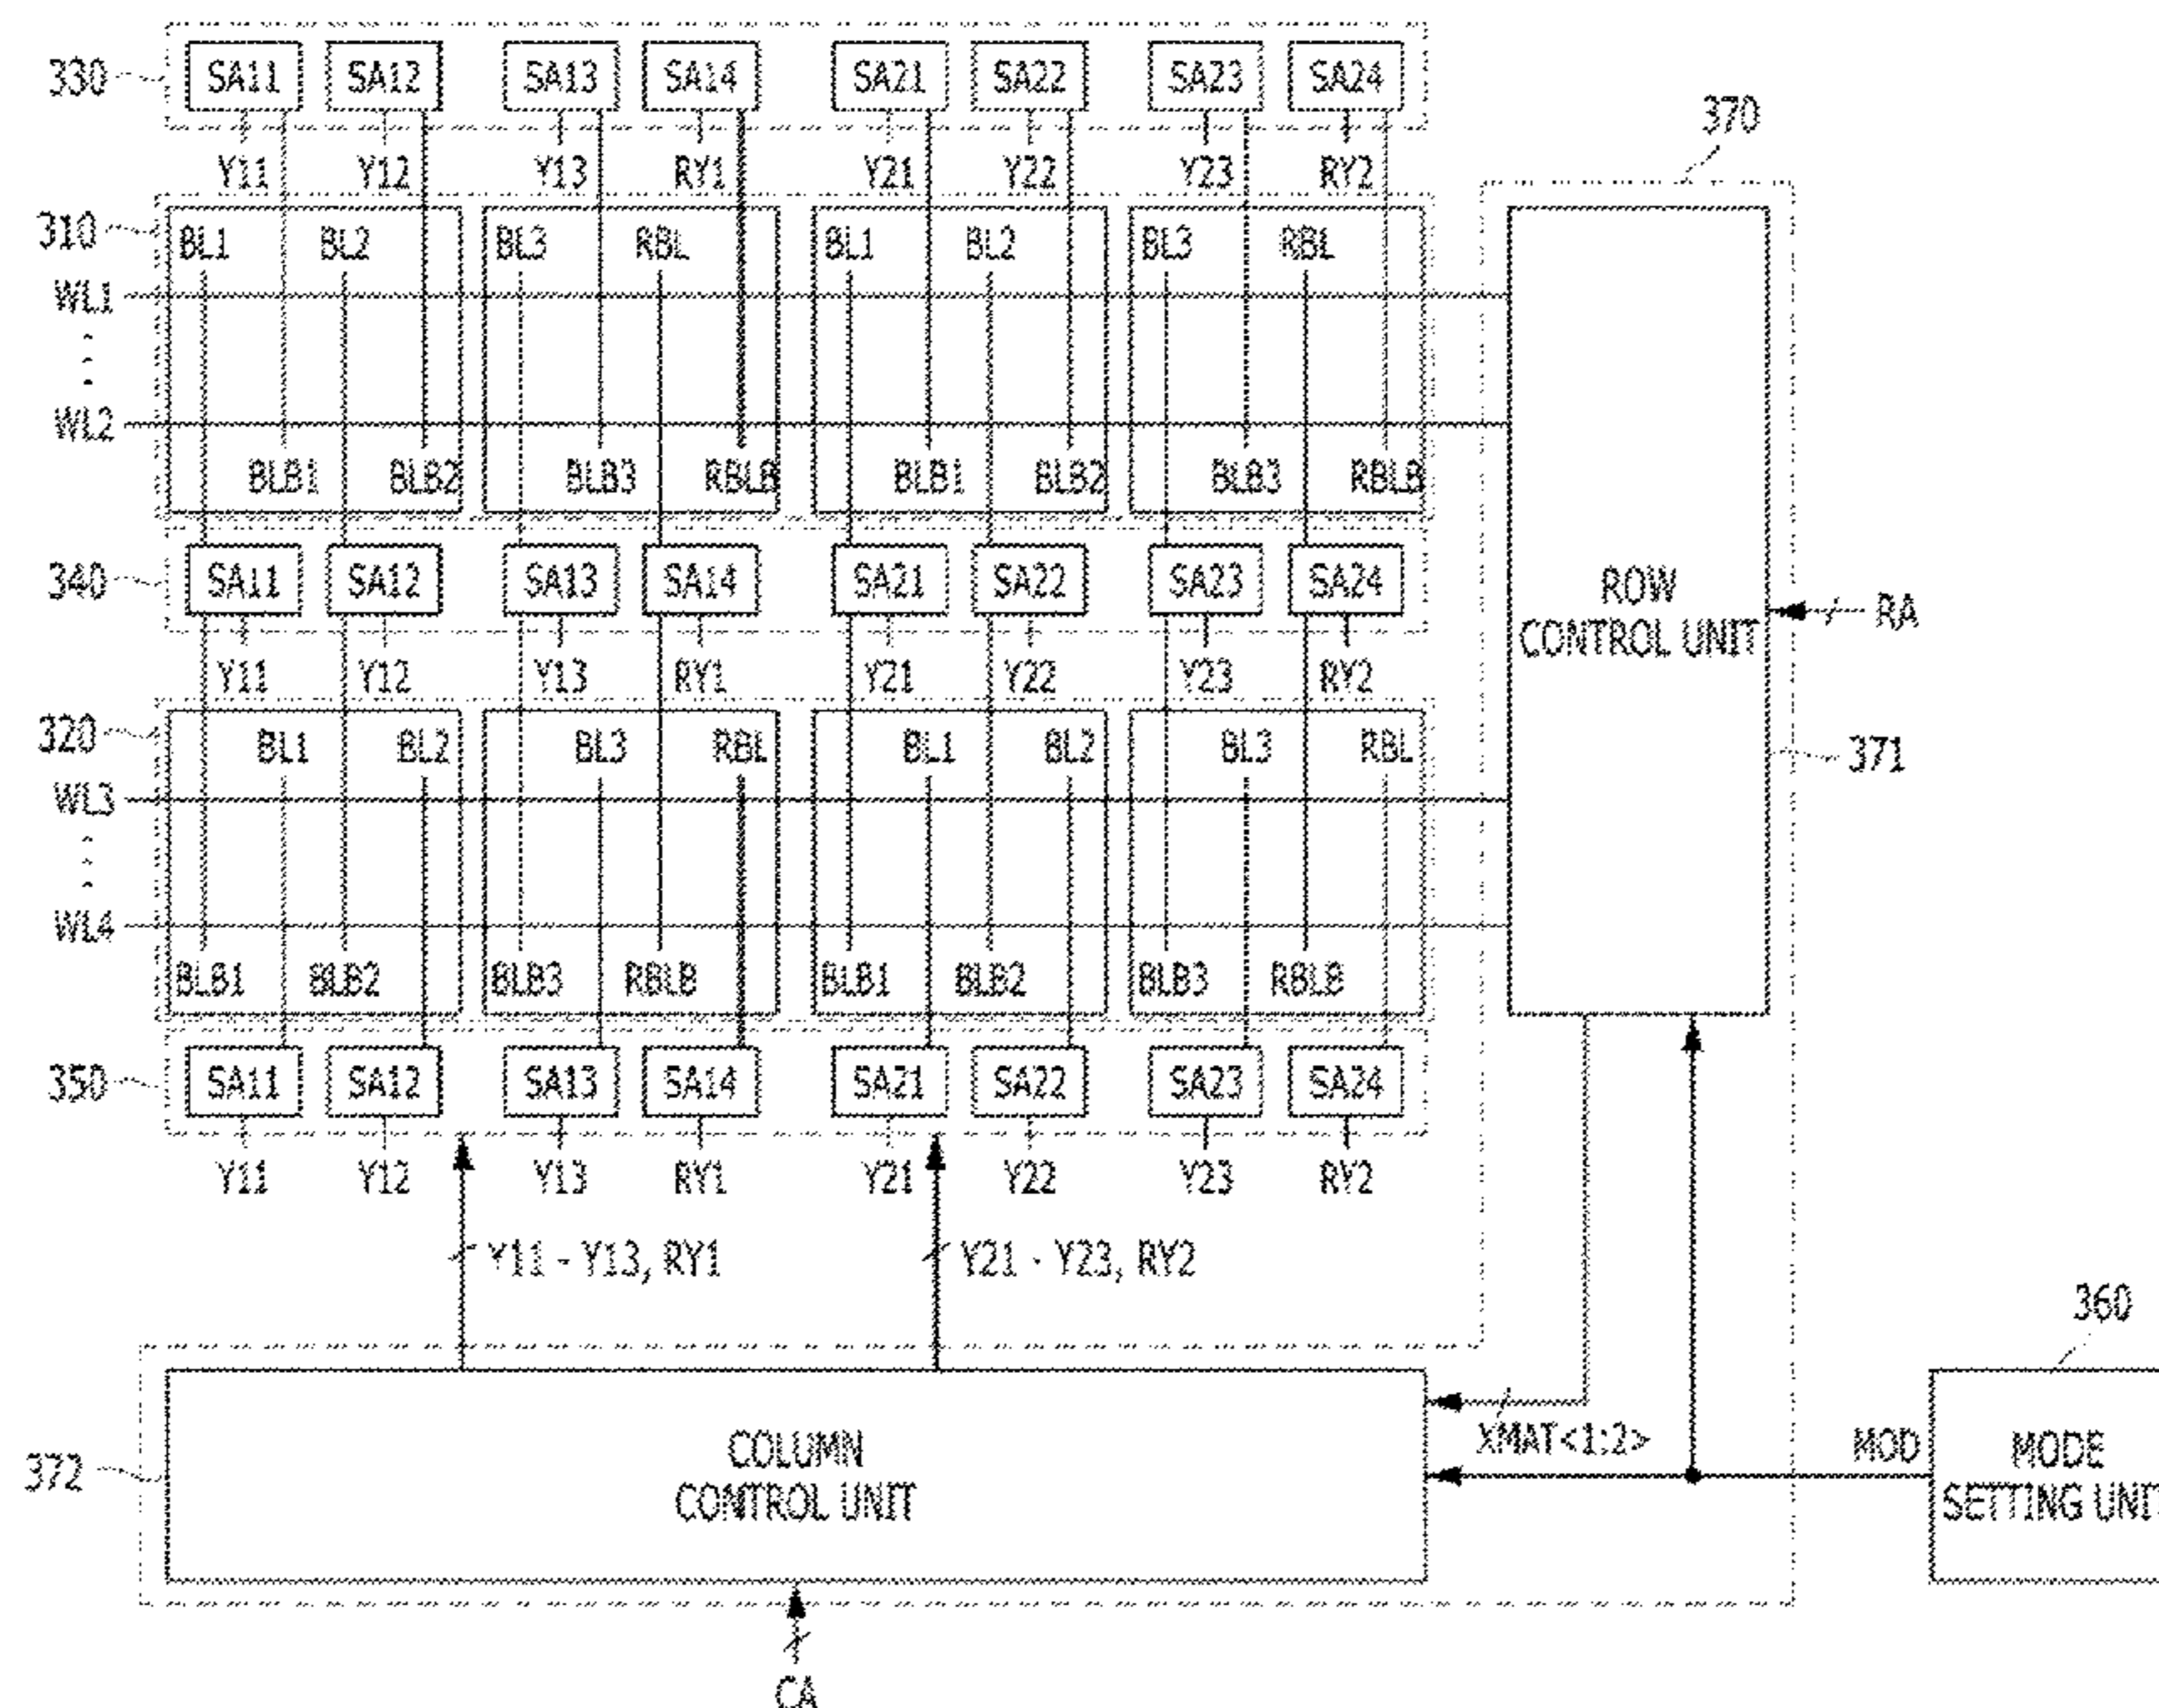 330 SA11 SA12 SA13 SA14 SA21 SA22 SA23 SA24
Y11 Y12 Y13 RY1 Y21 Y22 Y23 RY2
370
310 BL1 BL2 BL3 RBL BL1 BL2 BL3 RBL
WL1
WL2
BLB1 BLB2 BLB3 RBLB BLB1 BLB2 BLB3 RBLB
340 SA11 SA12 SA13 SA14 SA21 SA22 SA23 SA24
ROW
CONTROL UNIT
RA
Y11 Y12 Y13 RY1 Y21 Y22 Y23 RY2
320 BL1 BL2 BL3 RBL BL1 BL2 BL3 RBL
371
WL3
WL4
BLB1 BLB2 BLB3 RBLB BLB1 BLB2 BLB3 RBLB
350 SA11 SA12 SA13 SA14 SA21 SA22 SA23 SA24
Y11 Y12 Y13 RY1 Y21 Y22 Y23 RY2
Y11 - Y13, RY1 Y21 - Y23, RY2
360
XMAT<1:2>
MOD
372
COLUMN
CONTROL UNIT
MODE
SETTING UNIT
CA